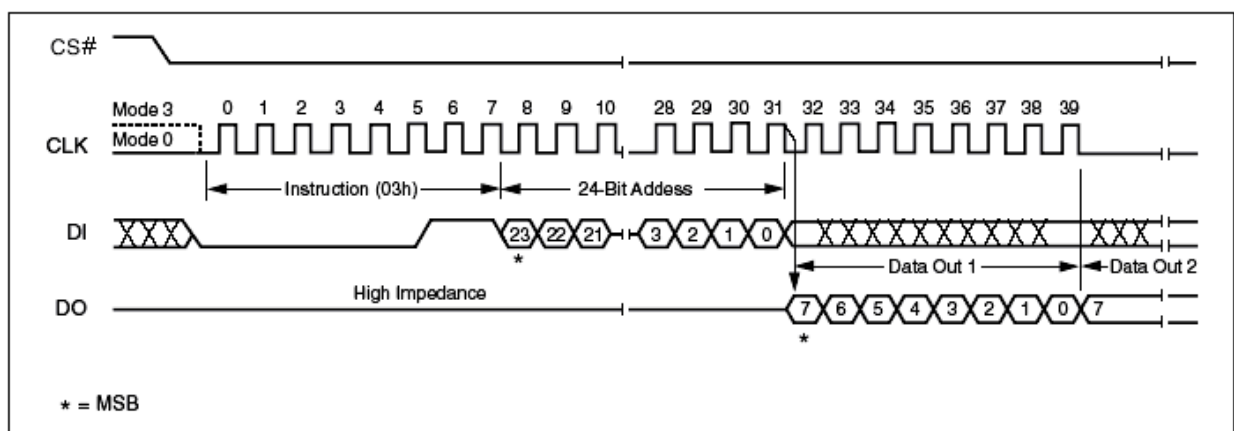 CS#
Mode 3 0 1 2 3 4 5 6 7 8 9 10 28 29 30 31 32 33 34 35 36 37 38 39
Mode 0
CLK
Instruction (03h) 24-Bit Addess
DI 23 22 21 3 2 1 0
* Data Out 1 Data Out 2
High Impedance
DO 7 6 5 4 3 2 1 0 7
*
* = MSB